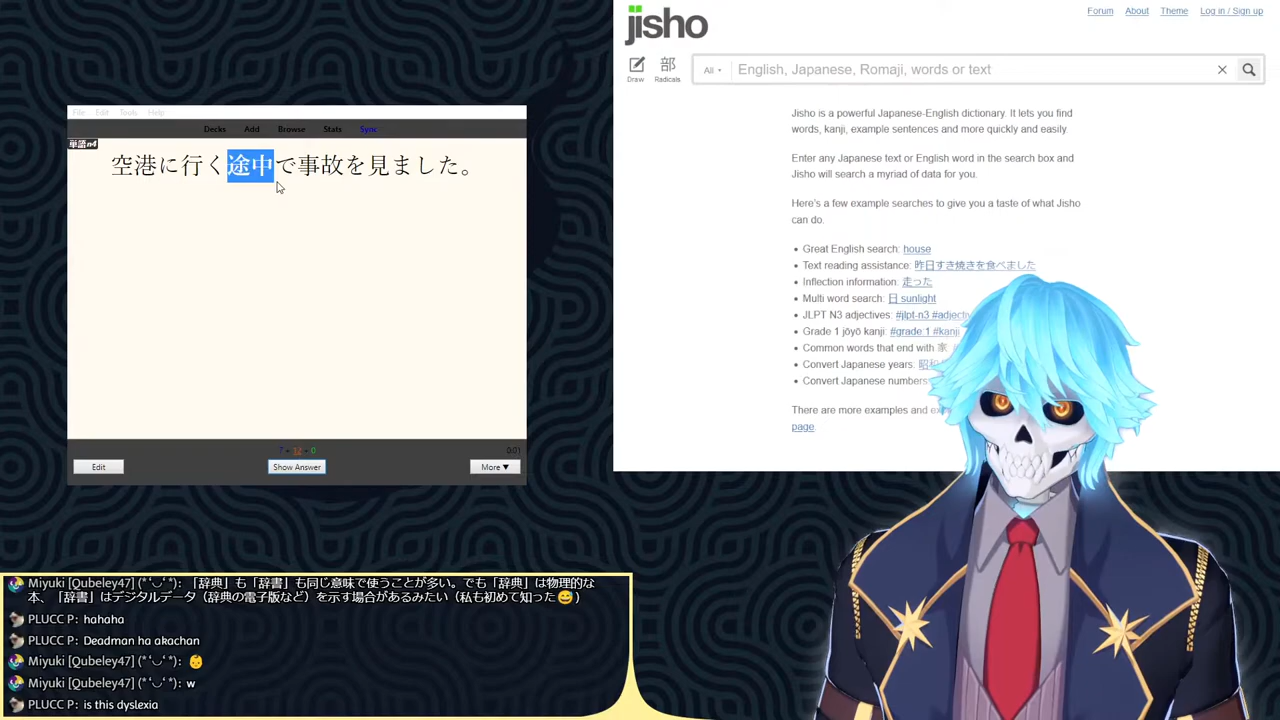 jisho
Forum About Theme Log in / Sign up
Draw
部
Radicals
All
English, Japanese, Romaji, words or text
Jisho is a powerful Japanese-English dictionary. It lets you find
words, kanji, example sentences and more quickly and easily
Enter any Japanese text or English word in the search box and
Jisho will search a myriad of data for you.
Here's a few example searches to give you a taste of what Jisho
can do.
Great English search: house
Text reading assistance: 昨日すき焼きを食べました
Inflection information: 走った
Multi word search: 日 sunlight
JLPT N3 adjectives: #jlpt-n3 #adjecti
Grade 1 jōyō kanji: #grade:1 #kanji
Common words that end with 家
Convert Japanese years: 昭和
Convert Japanese numbers
There are more examples and
page.
File Edit Tools Help
Decks Add Browse Stats Sync
単語n4
空港に行く途中で事故を見ました。
0:01
Edit Show Answer More ▼
Miyuki [Qubeley47] (*´◡`*): 「辞典」も「辞書」も同じ意味で使うことが多い。でも「辞典」は物理的な
本、「辞書」はデジタルデータ（辞典の電子版など）を示す場合があるみたい（私も初めて知った😅）
PLUCC P: hahaha
PLUCC P: Deadman ha akachan
Miyuki [Qubeley47] (*´◡`*): 👶
Miyuki [Qubeley47] (*´◡`*): w
PLUCC P: is this dyslexia